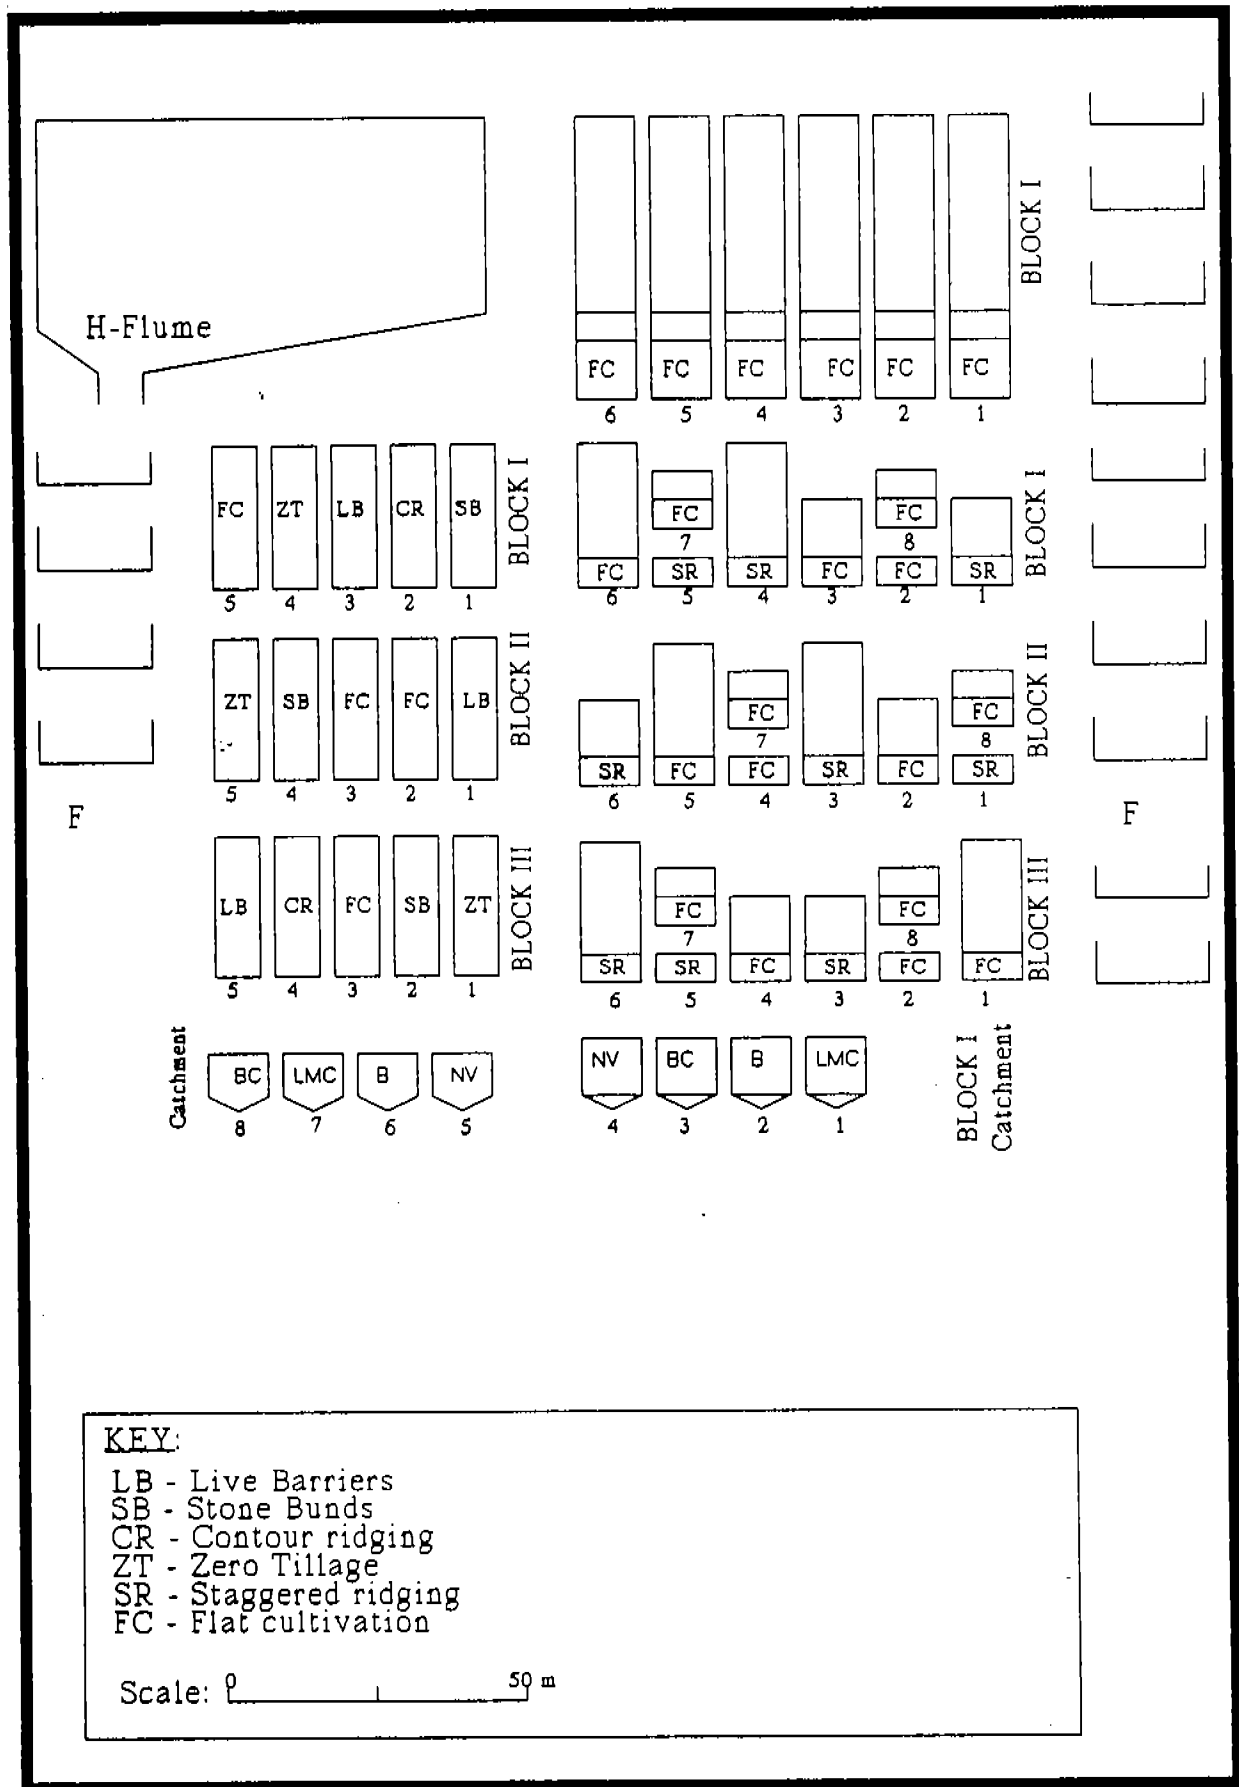 BLOCK I
H-Flume
FC FC FC FC FC FC
6 5 4 3 2 1
FC ZT LB CR SB
5 4 3 2 1
BLOCK I
FC FC
7 8
FC SR SR FC FC SR
6 5 4 3 2 1
BLOCK I
ZT SB FC FC LB
5 4 3 2 1
BLOCK II
FC FC
7 8
SR FC FC SR FC SR
6 5 4 3 2 1
BLOCK II
F
F
LB CR FC SB ZT
5 4 3 2 1
BLOCK III
FC FC
7 8
SR SR FC SR FC FC
6 5 4 3 2 1
BLOCK III
Catchment
BC LMC B NV
8 7 6 5
NV BC B LMC
4 3 2 1
BLOCK I
Catchment
KEY:
LB - Live Barriers
SB - Stone Bunds
CR - Contour ridging
ZT - Zero Tillage
SR - Staggered ridging
FC - Flat cultivation
Scale: 0 50 m